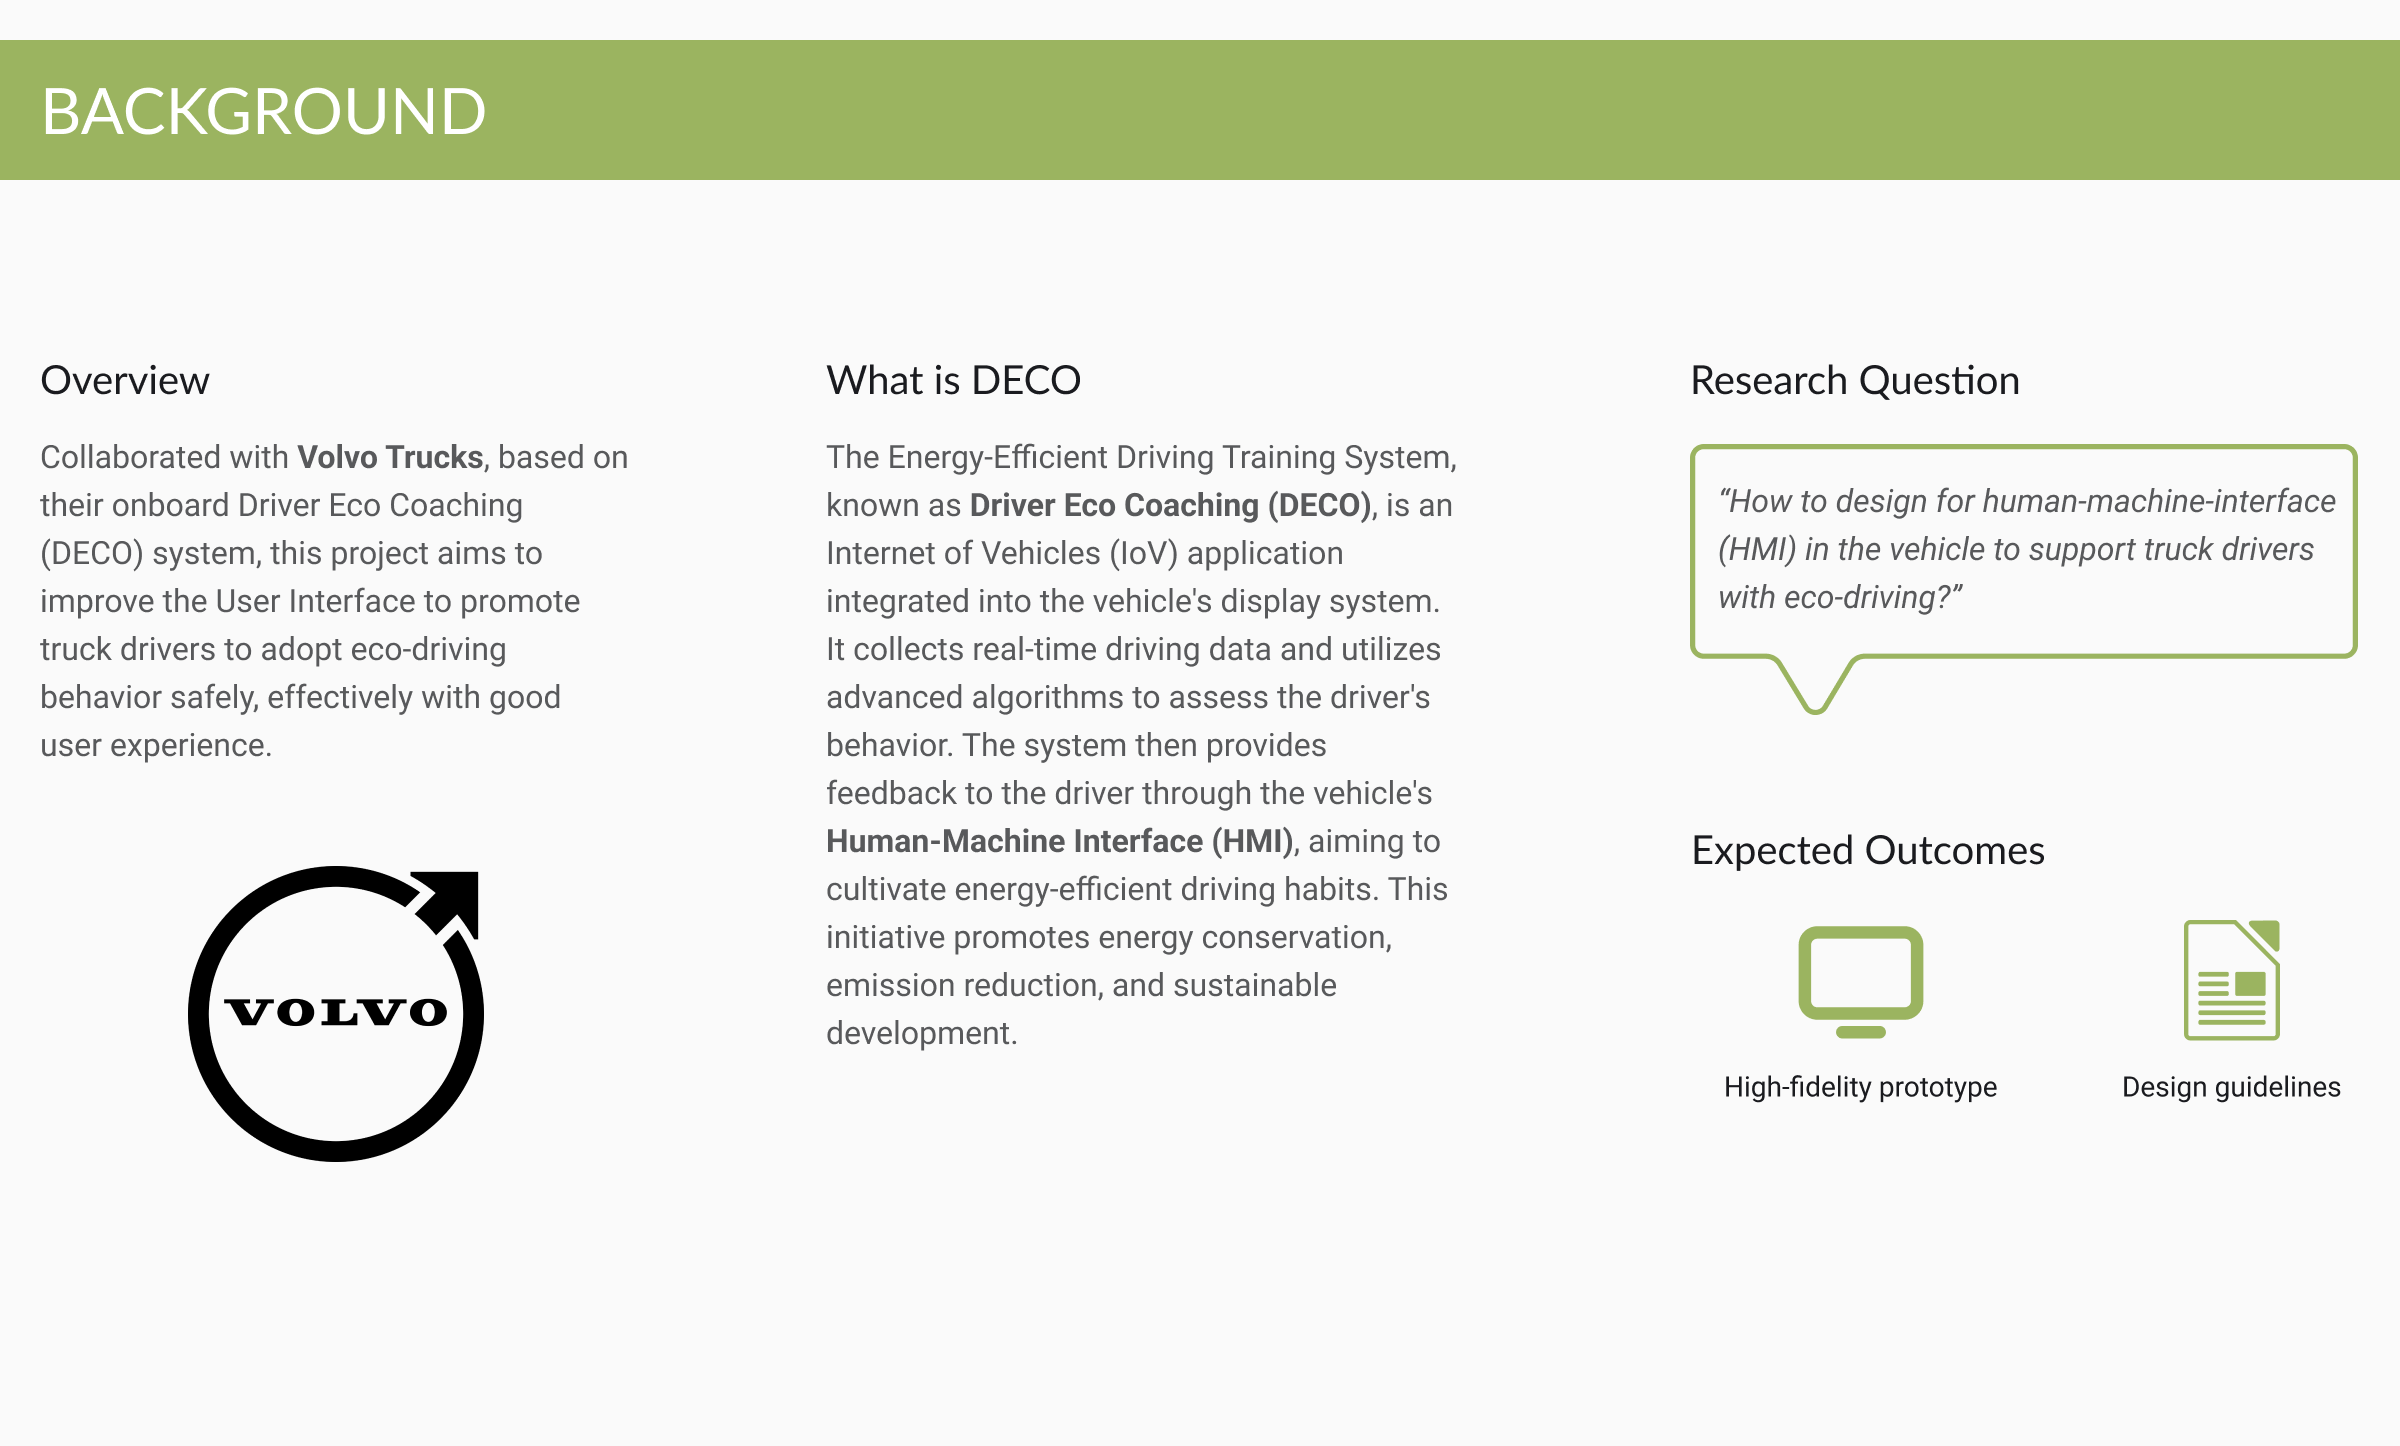 BACKGROUND
Overview
Collaborated with Volvo Trucks, based on
their onboard Driver Eco Coaching
(DECO) system, this project aims to
improve the User Interface to promote
truck drivers to adopt eco-driving
behavior safely, effectively with good
user experience.
VOLVO
What is DECO
The Energy-Efficient Driving Training System,
known as Driver Eco Coaching (DECO), is an
Internet of Vehicles (IoV) application
integrated into the vehicle's display system.
It collects real-time driving data and utilizes
advanced algorithms to assess the driver's
behavior. The system then provides
feedback to the driver through the vehicle's
Human-Machine Interface (HMI), aiming to
cultivate energy-efficient driving habits. This
initiative promotes energy conservation,
emission reduction, and sustainable
development.
Research Question
“How to design for human-machine-interface
(HMI) in the vehicle to support truck drivers
with eco-driving?”
Expected Outcomes
High-fidelity prototype
Design guidelines